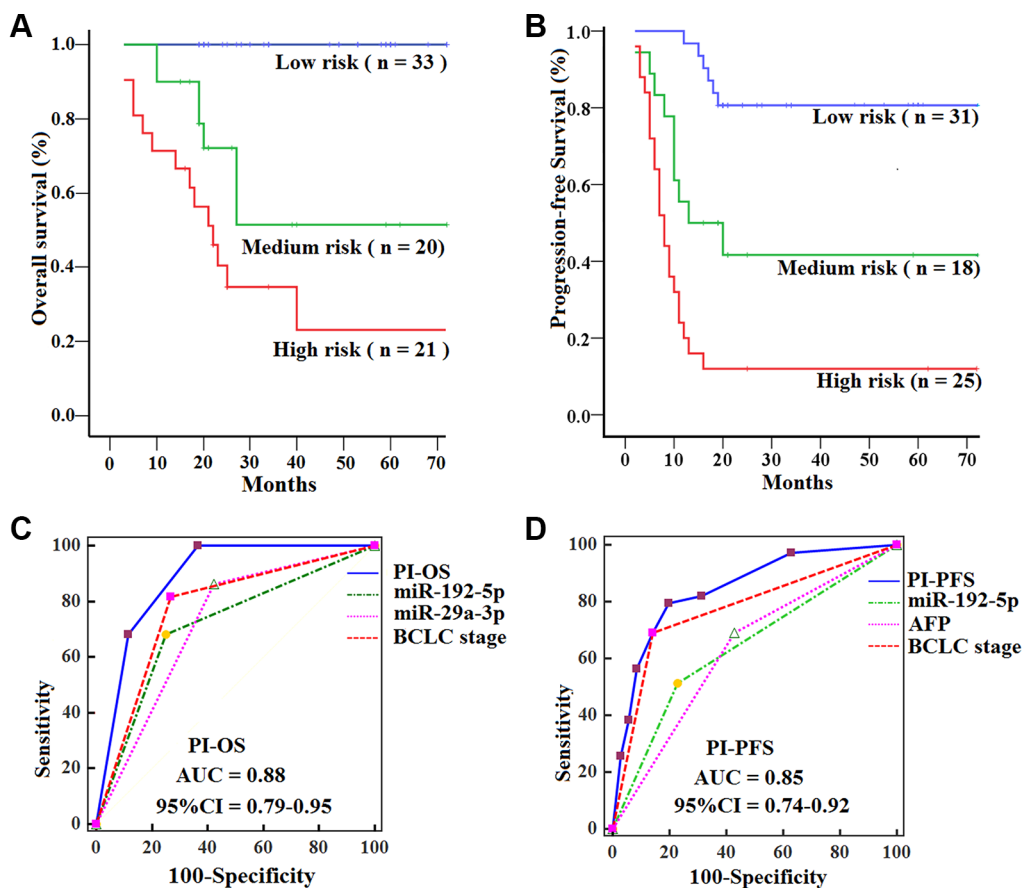 A
Overall survival (%)
1.0
0.8
0.6
0.4
0.2
0.0
Low risk ( n = 33 )
Medium risk ( n = 20)
High risk ( n = 21 )
0 10 20 30 40 50 60 70
Months
B
Progression-free Survival (%)
1.0
0.8
0.6
0.4
0.2
0.0
Low risk ( n = 31)
Medium risk ( n = 18)
High risk (n = 25)
0 10 20 30 40 50 60 70
Months
C
Sensitivity
100
80
60
40
20
0
PI-OS
miR-192-5p
miR-29a-3p
BCLC stage
PI-OS
AUC = 0.88
95%CI = 0.79-0.95
0 20 40 60 80 100
100-Specificity
D
Sensitivity
100
80
60
40
20
0
PI-PFS
miR-192-5p
AFP
BCLC stage
PI-PFS
AUC = 0.85
95%CI = 0.74-0.92
0 20 40 60 80 100
100-Specificity